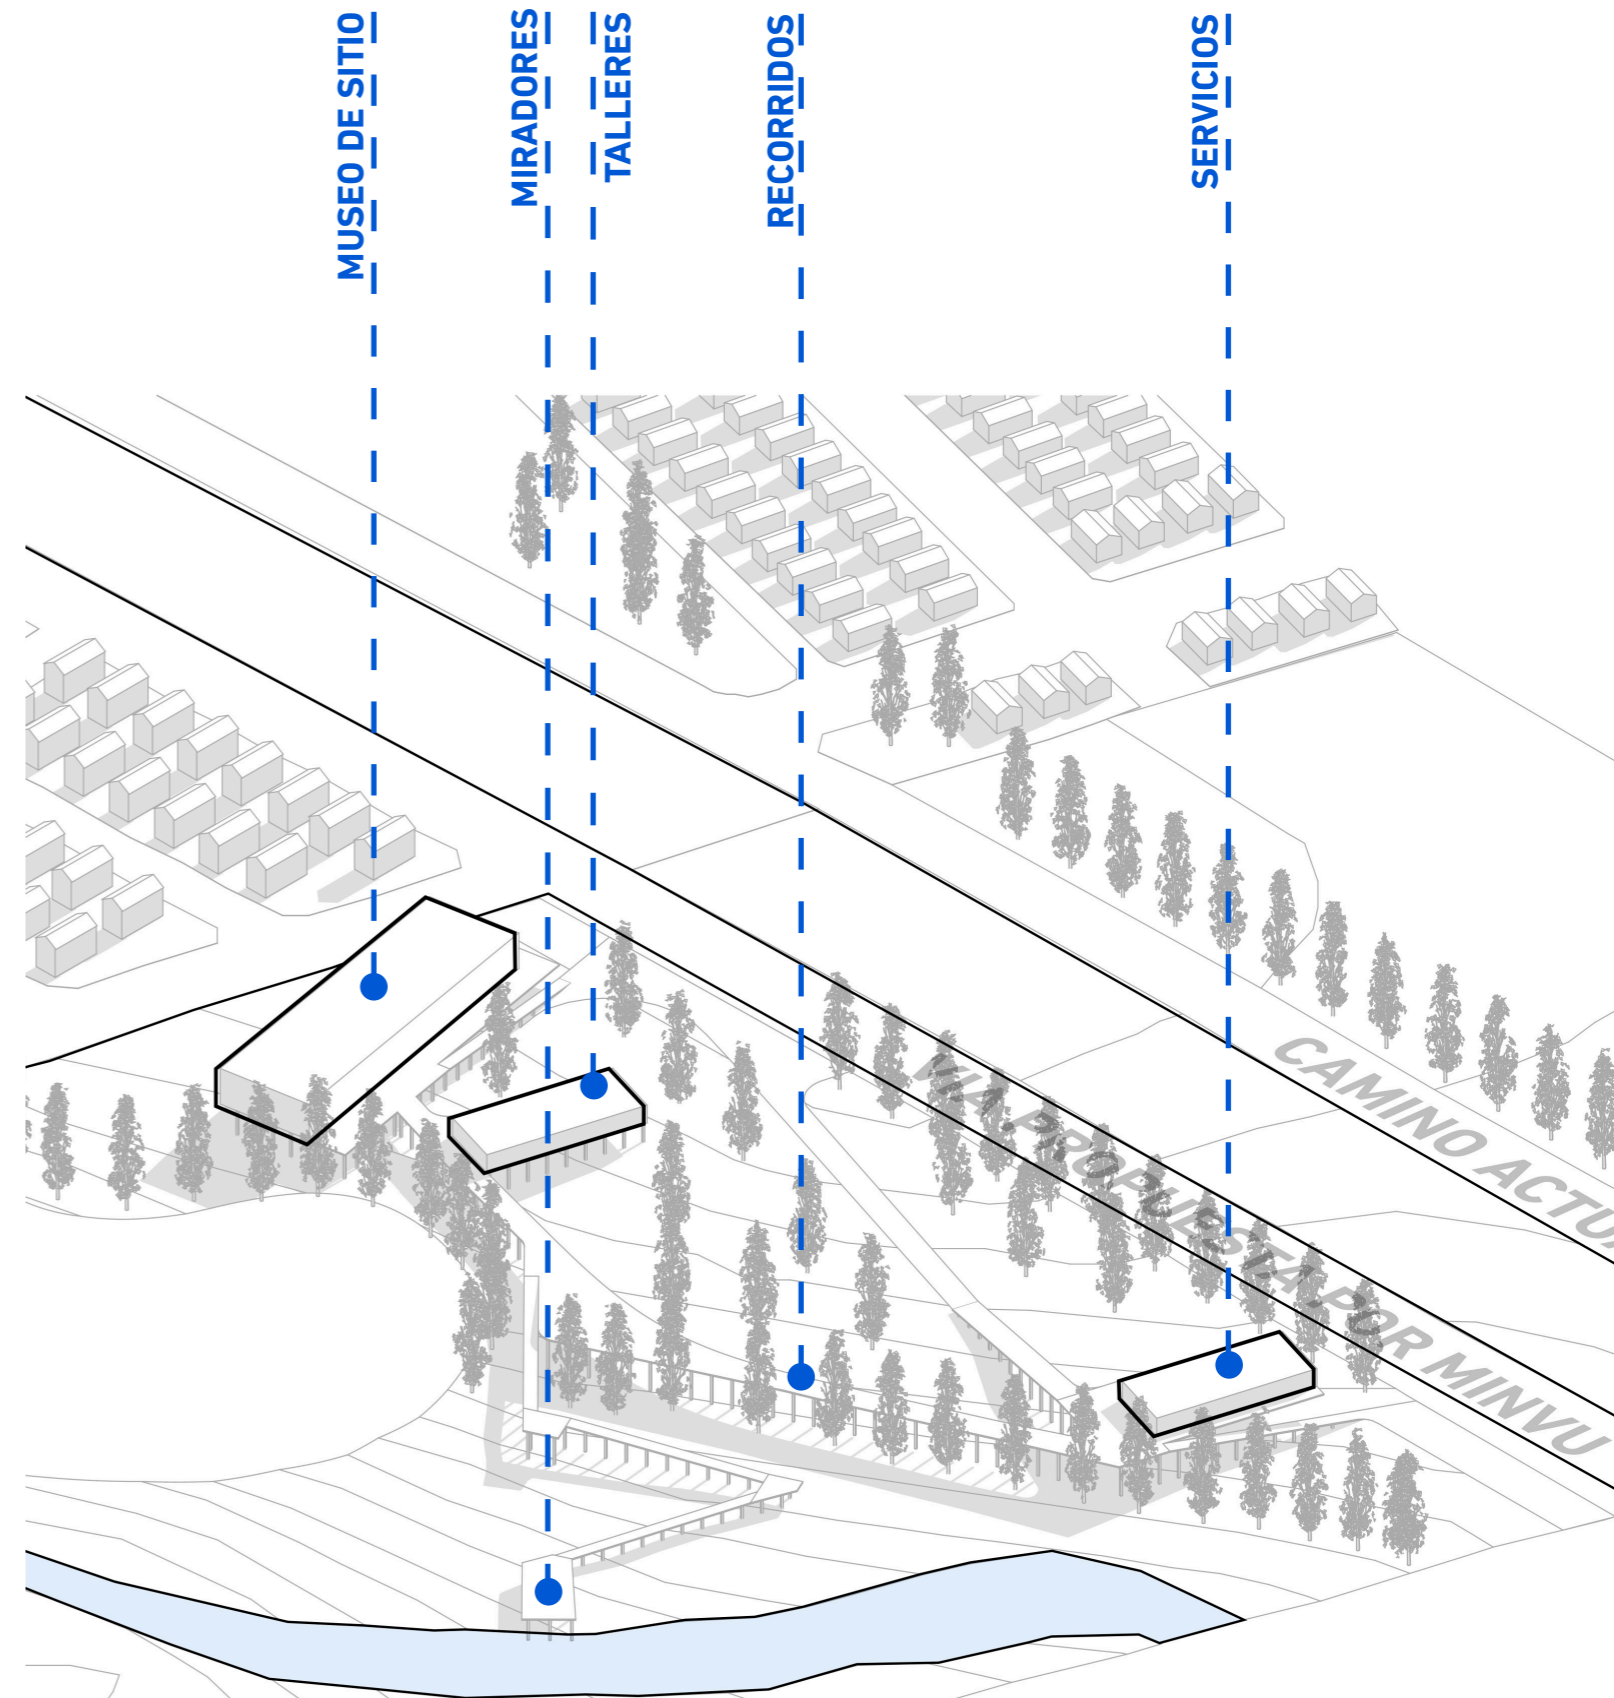 MUSEO DE SITIO
MIRADORES
TALLERES
RECORRIDOS
SERVICIOS
CAMINO ACTU
VIA PROPUESTA POR MINVU